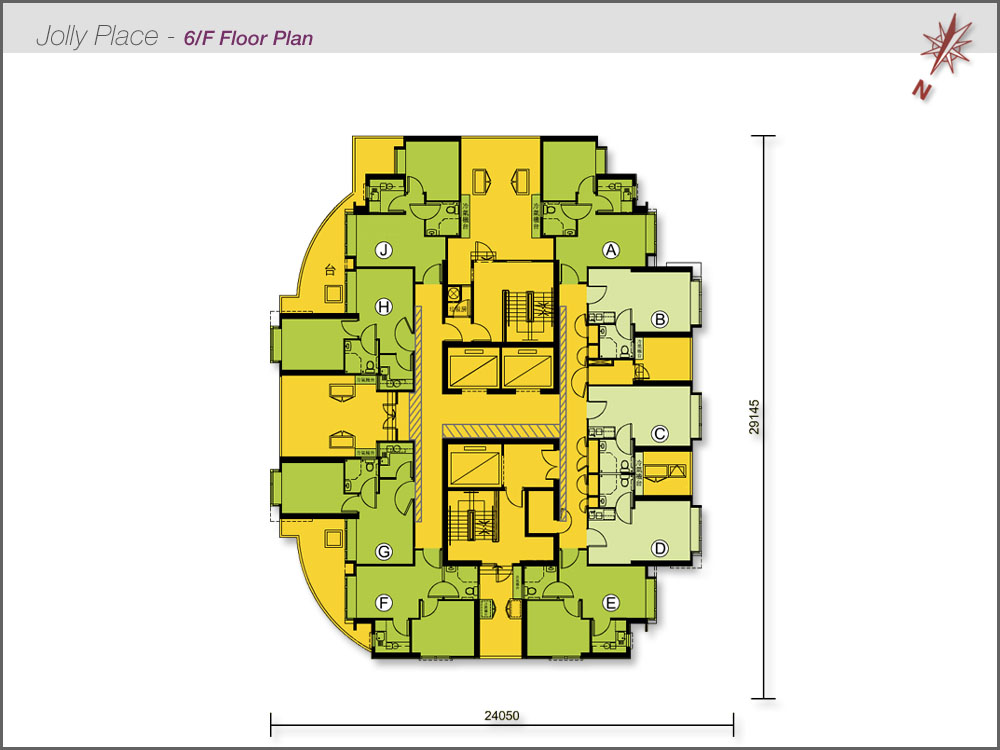 Jolly Place - 6/F Floor Plan
N
J
A
台
H
B
C
29145
G
D
F
E
24050